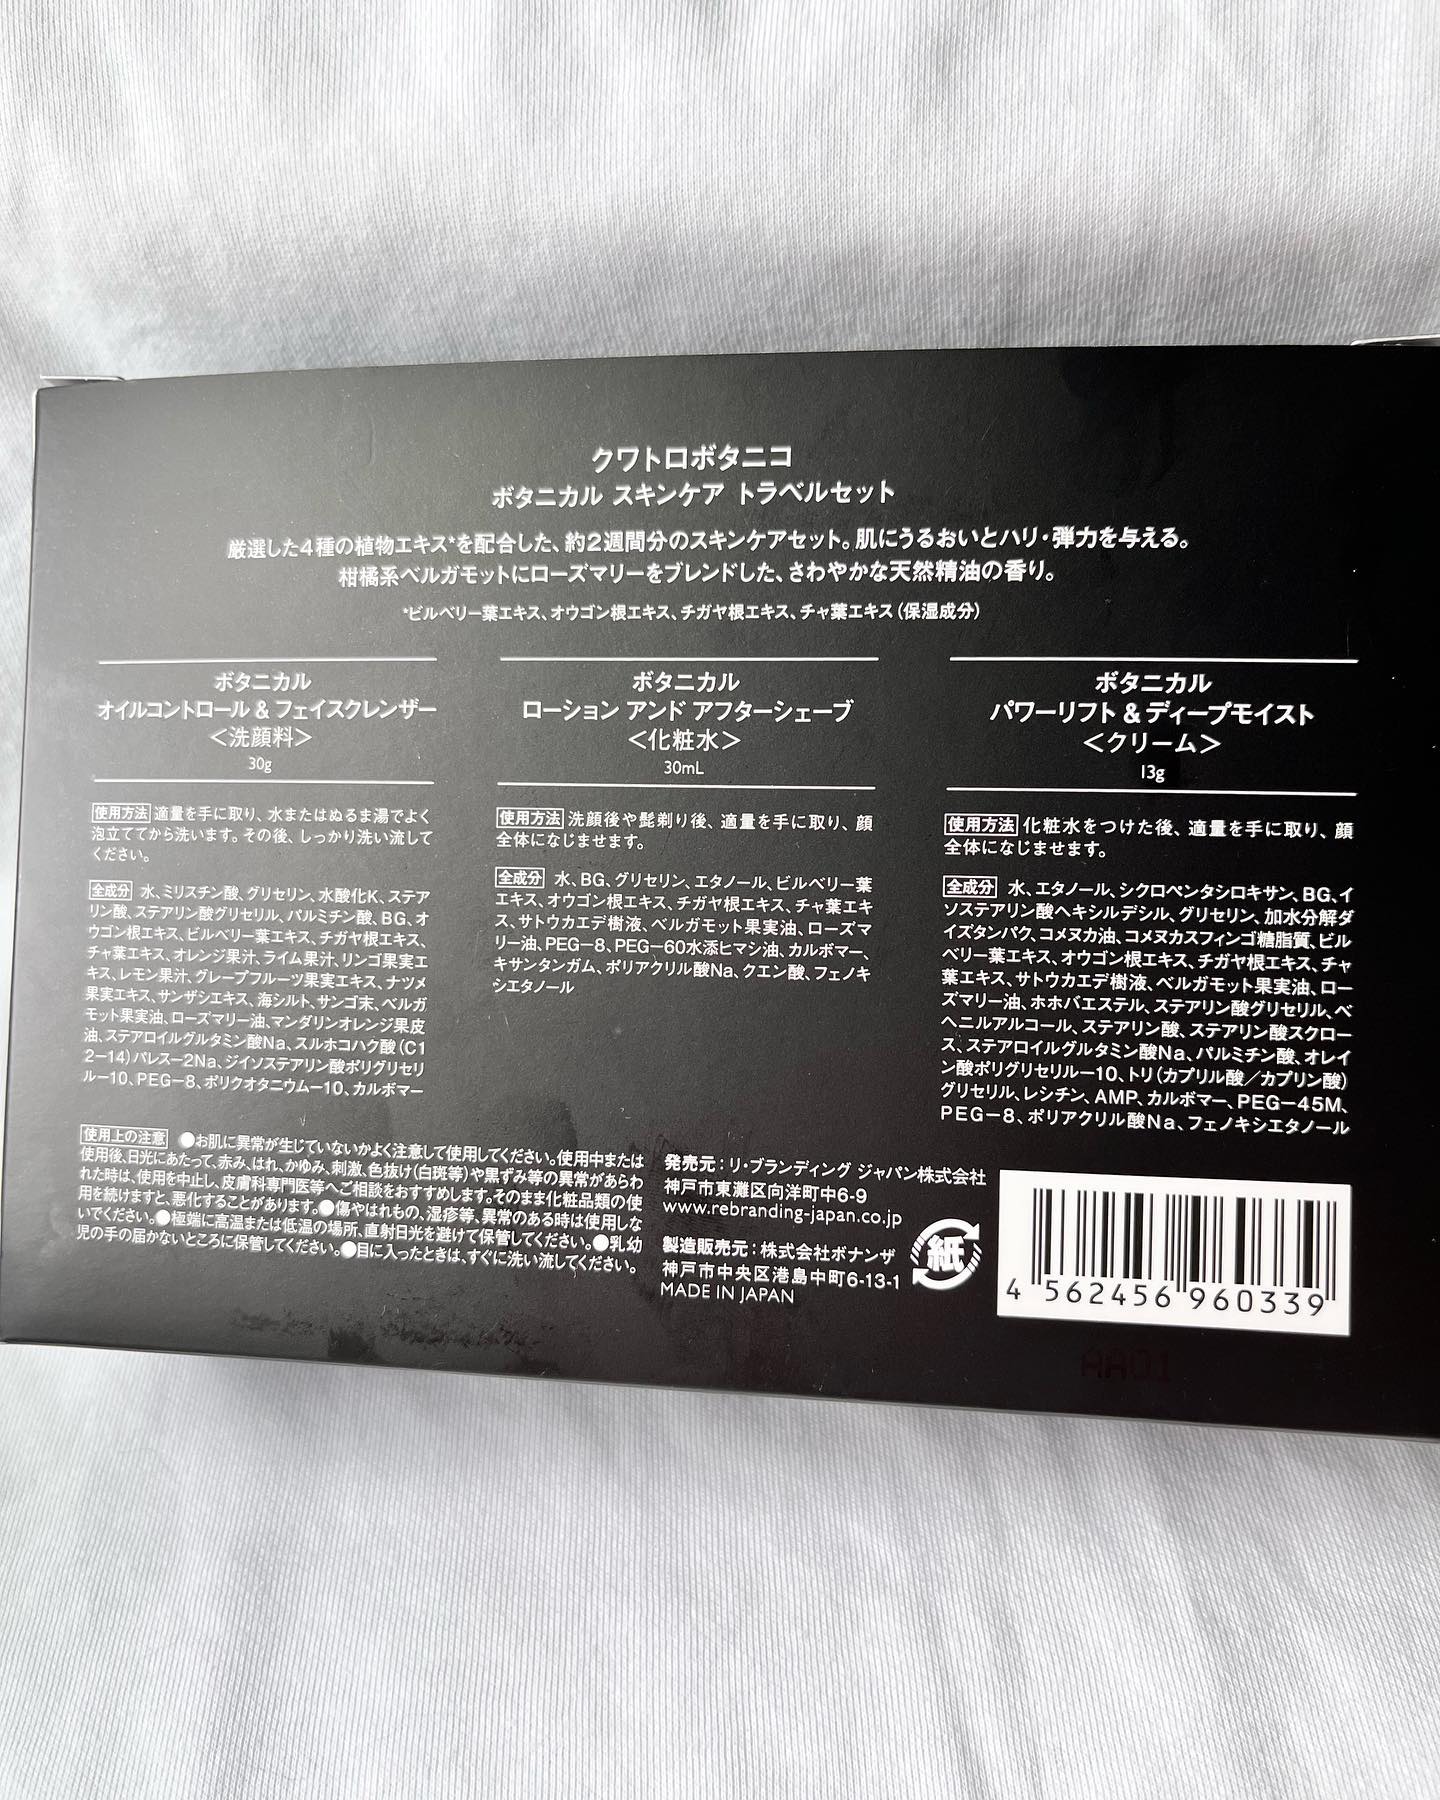 クワトロボタニコ
ボタニカル スキンケア トラベルセット
厳選した4種の植物エキス*を配合した、約2週間分のスキンケアセット。肌にうるおいとハリ・弾力を与える。
柑橘系ベルガモットにローズマリーをブレンドした、さわやかな天然精油の香り。
*ビルベリー葉エキス、オウゴン根エキス、チガヤ根エキス、チャ葉エキス(保湿成分)
ボタニカル
オイルコントロール & フェイスクレンザー
<洗顔料>
30g
使用方法 適量を手に取り、水またはぬるま湯でよく
泡立ててから洗います。その後、しっかり洗い流して
ください。
全成分 水、ミリスチン酸、グリセリン、水酸化K、ステア
リン酸、ステアリン酸グリセリル、パルミチン酸、BG、オ
ウゴン根エキス、ビルベリー葉エキス、チガヤ根エキス、
チャ葉エキス、オレンジ果汁、ライム果汁、リンゴ果実エ
キス、レモン果汁、グレープフルーツ果実エキス、ナツメ
果実エキス、サンザシエキス、海シルト、サンゴ末、ベルガ
モット果実油、ローズマリー油、マンダリンオレンジ果皮
油、ステアロイルグルタミン酸Na、スルホコハク酸(C1
2-14)パレス-2Na、ジイソステアリン酸ポリグリセリ
ル-10、PEG-8、ポリクオタニウム-10、カルボマー
ボタニカル
ローション アンド アフターシェーブ
<化粧水>
30mL
使用方法 洗顔後や髭剃り後、適量を手に取り、顔
全体になじませます。
全成分 水、BG、グリセリン、エタノール、ビルベリー葉
エキス、オウゴン根エキス、チガヤ根エキス、チャ葉エキ
ス、サトウカエデ樹液、ベルガモット果実油、ローズマ
リー油、PEG-8、PEG-60水添ヒマシ油、カルボマー、
キサンタンガム、ポリアクリル酸Na、クエン酸、フェノキ
シエタノール
ボタニカル
パワーリフト & ディープモイスト
<クリーム>
13g
使用方法 化粧水をつけた後、適量を手に取り、顔
全体になじませます。
全成分 水、エタノール、シクロペンタシロキサン、BG、イ
ソステアリン酸ヘキシルデシル、グリセリン、加水分解ダ
イズタンパク、コメヌカ油、コメヌカスフィンゴ糖脂質、ビル
ベリー葉エキス、オウゴン根エキス、チガヤ根エキス、チャ
葉エキス、サトウカエデ樹液、ベルガモット果実油、ロー
ズマリー油、ホホバエステル、ステアリン酸グリセリル、ベ
ヘニルアルコール、ステアリン酸、ステアリン酸スクロー
ス、ステアロイルグルタミン酸Na、パルミチン酸、オレイ
ン酸ポリグリセリル-10、トリ(カプリル酸/カプリン酸)
グリセリル、レシチン、AMP、カルボマー、PEG-45M、
PEG-8、ポリアクリル酸Na、フェノキシエタノール
使用上の注意 ●お肌に異常が生じていないかよく注意して使用してください。使用中または
使用後、日光にあたって、赤み、はれ、かゆみ、刺激、色抜け(白斑等)や黒ずみ等の異常があらわ
れた時は、使用を中止し、皮膚科専門医等へご相談をおすすめします。そのまま化粧品類の使
用を続けますと、悪化することがあります。●傷やはれもの、湿疹等、異常のある時は使用しな
いでください。●極端に高温または低温の場所、直射日光を避けて保管してください。●乳幼
児の手の届かないところに保管してください。●目に入ったときは、すぐに洗い流してください。
発売元:リ・ブランディング ジャパン株式会社
神戸市東灘区向洋町中6-9
www.rebranding-japan.co.jp
製造販売元:株式会社ボナンザ
神戸市中央区港島中町6-13-1
MADE IN JAPAN
紙
4 562456 960339
AA01